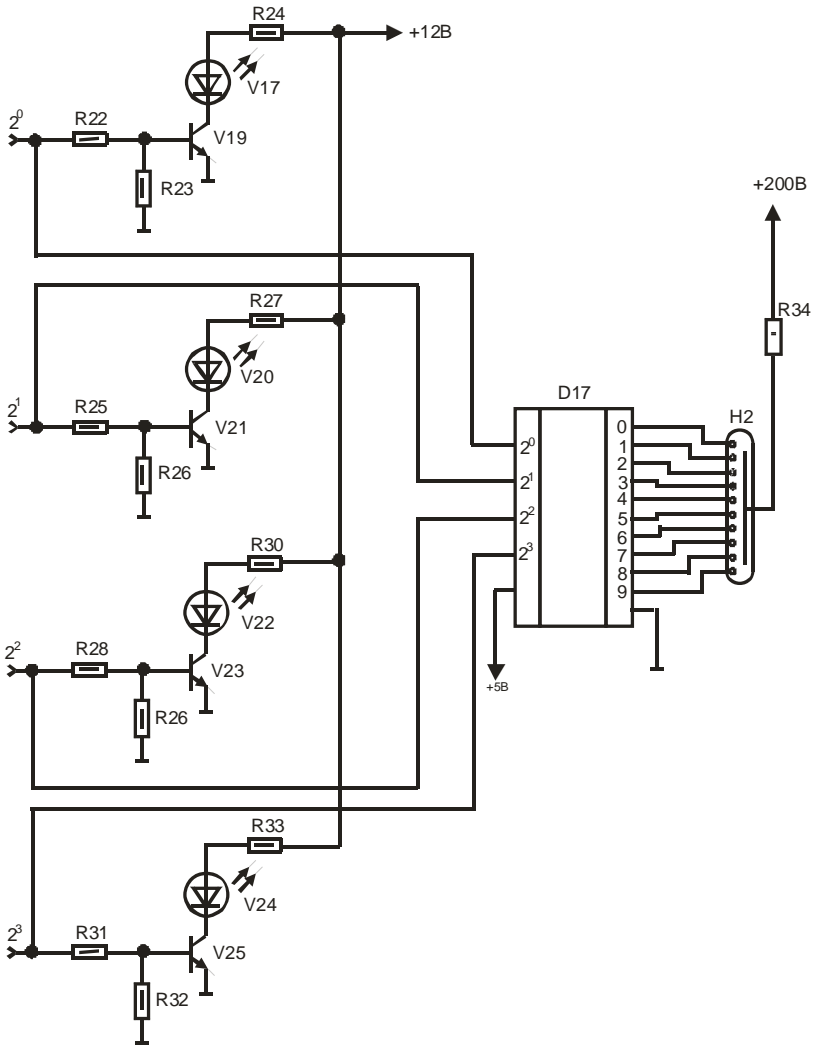 R24
+12В
V17
2⁰
R22
V19
R23
+200В
R27
R34
V20
D17
2¹
R25
V21
H2
R26
0
2⁰
1
2
2¹
3
4
2²
5
6
2³
7
8
9
R30
V22
2²
R28
V23
+5В
R26
R33
V24
2³
R31
V25
R32